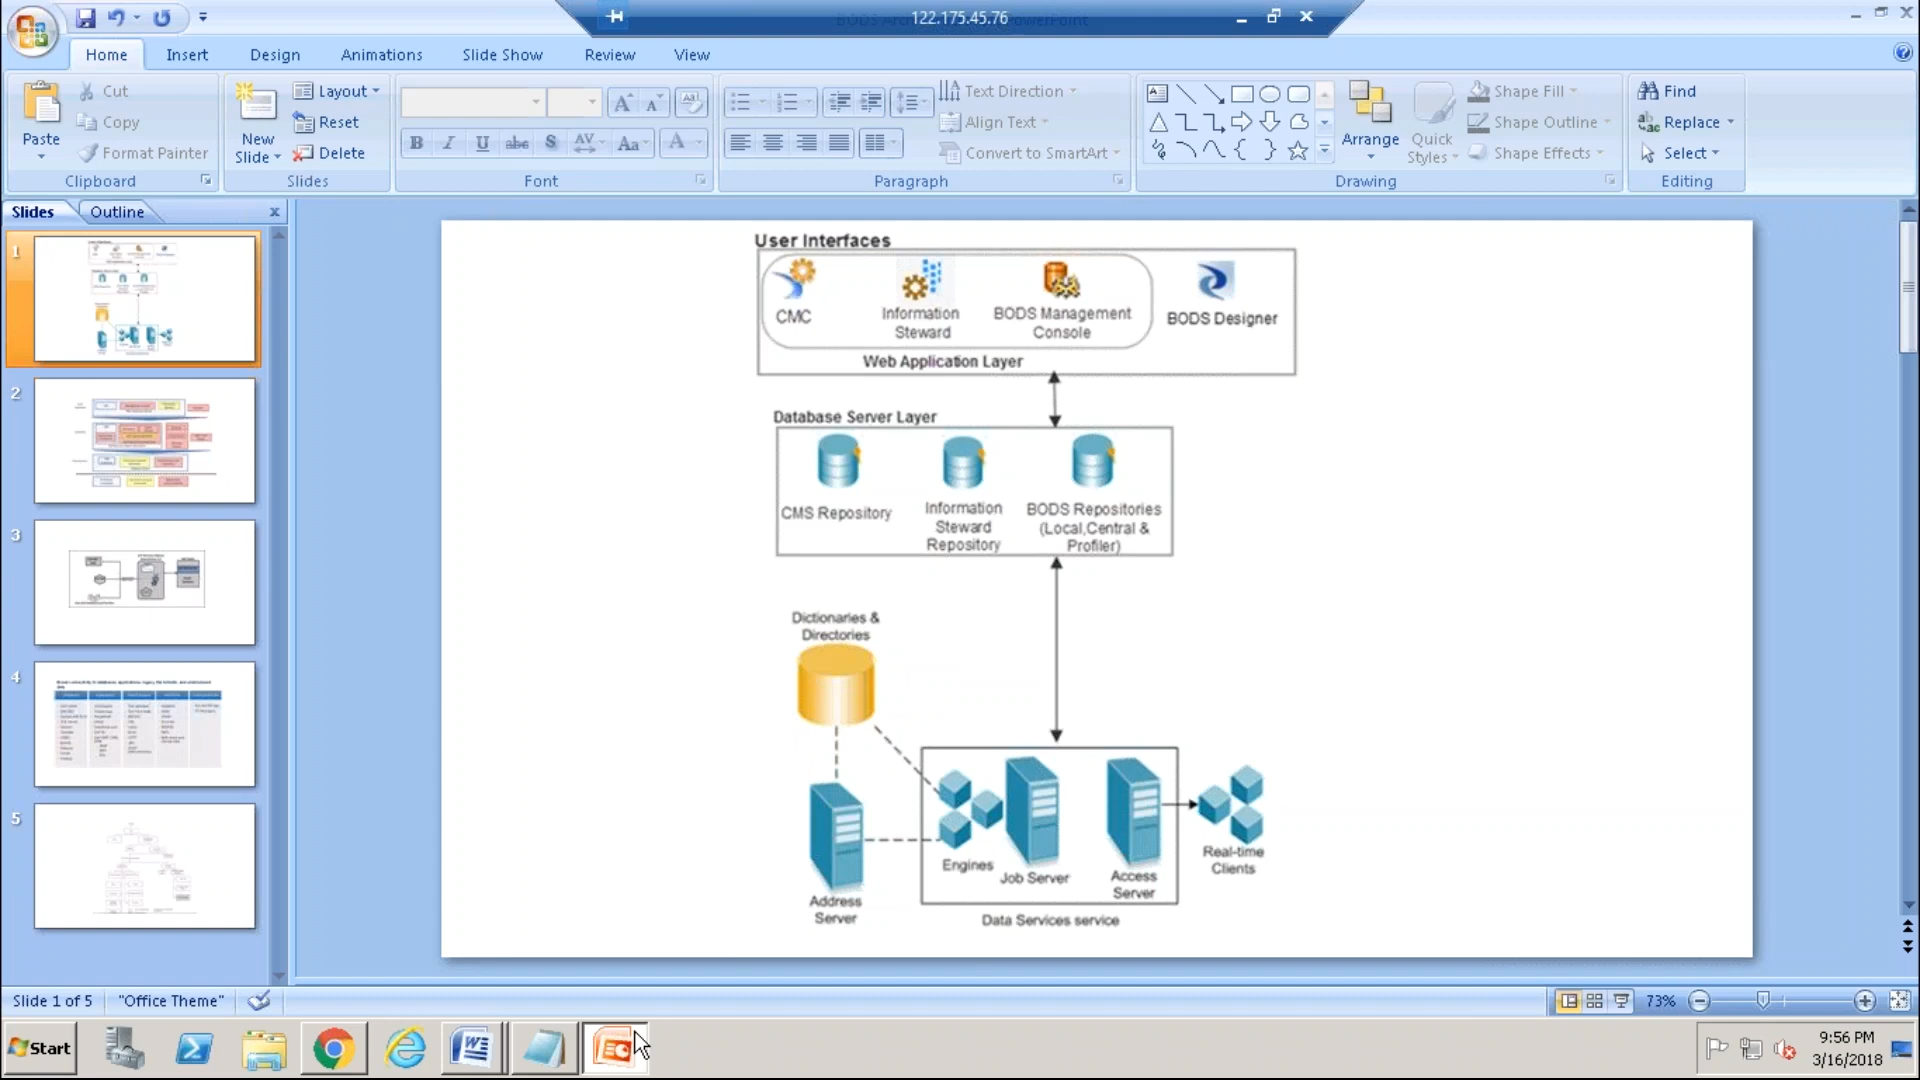 122.175.45.76
Home
Insert
Design
Animations
Slide Show
Review
View
Paste
Cut
Copy
Format Painter
Clipboard
New
Slide
Layout
Reset
Delete
Slides
Font
Text Direction
Align Text
Convert to SmartArt
Paragraph
Arrange
Quick
Styles
Shape Fill
Shape Outline
Shape Effects
Drawing
Find
Replace
Select
Editing
Slides
Outline
1
2
3
4
5
User Interfaces
CMC
Information
Steward
BODS Management
Console
BODS Designer
Web Application Layer
Database Server Layer
CMS Repository
Information
Steward
Repository
BODS Repositories
(Local,Central &
Profiler)
Dictionaries &
Directories
Address
Server
Engines
Job Server
Access
Server
Real-time
Clients
Data Services service
Slide 1 of 5
"Office Theme"
73%
Start
9:56 PM
3/16/2018